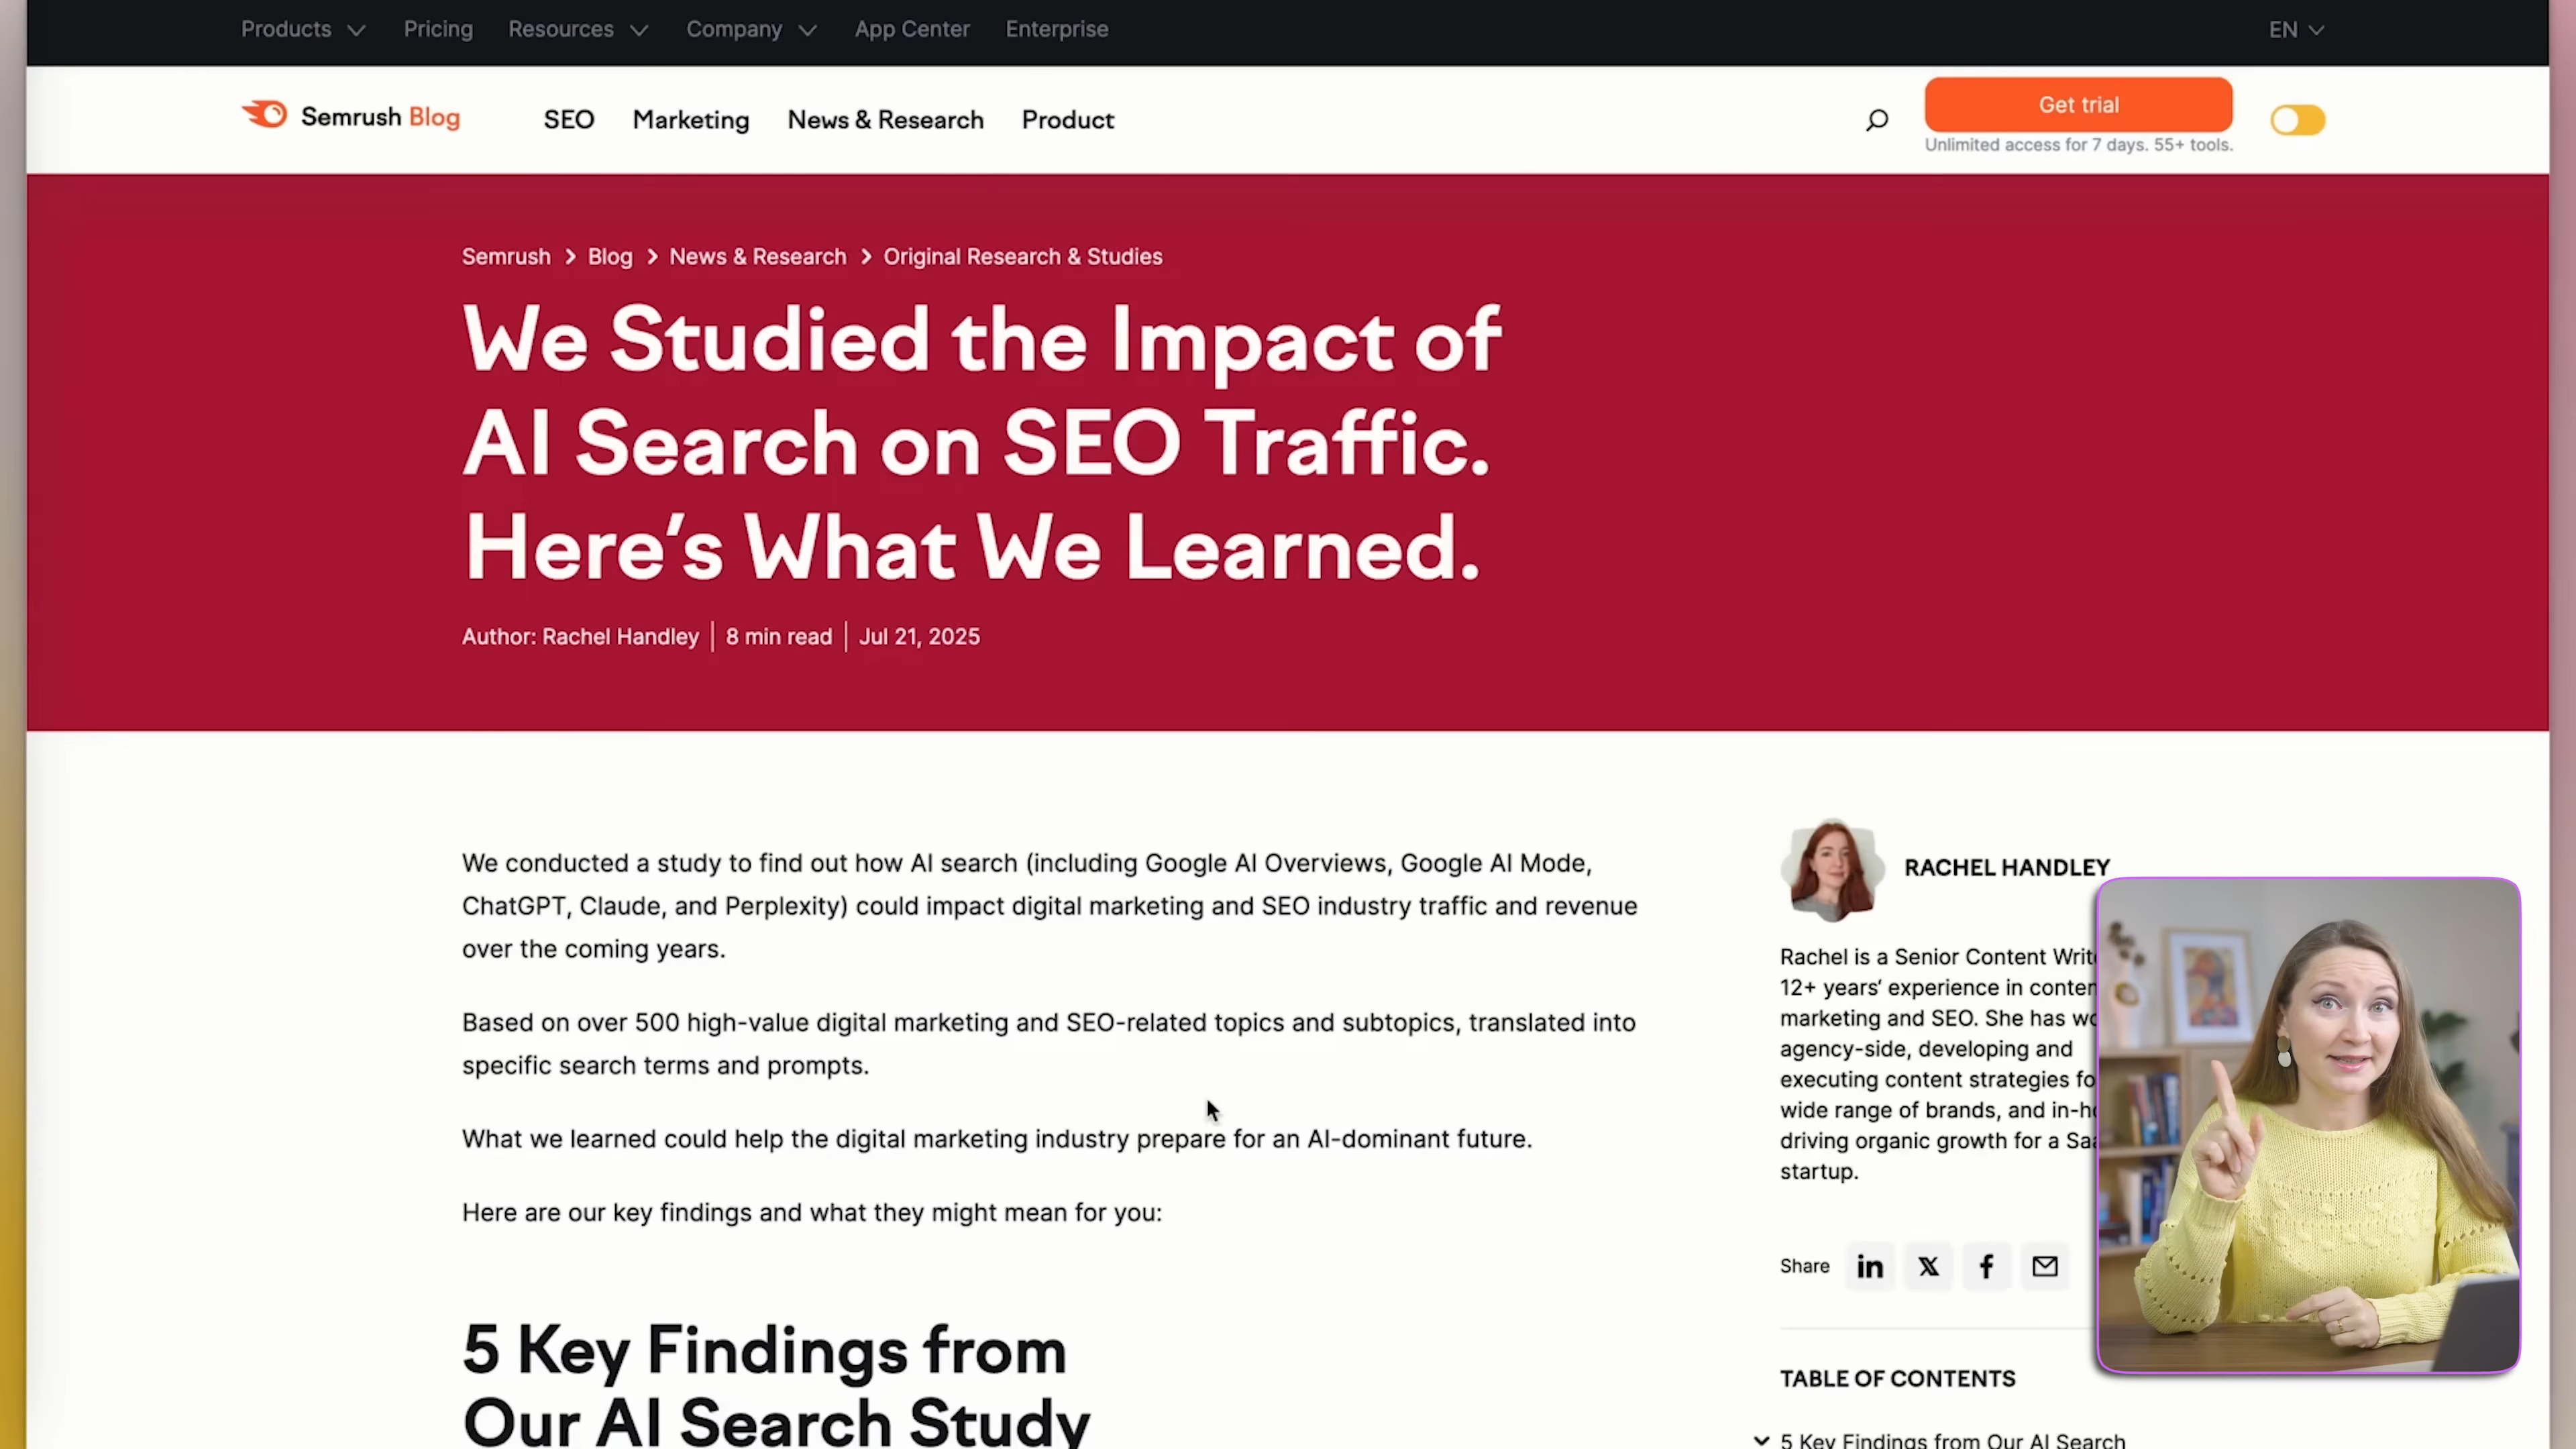 Products
Pricing
Resources
Company
App Center
Enterprise
EN
Semrush Blog
SEO
Marketing
News & Research
Product
Get trial
Unlimited access for 7 days. 55+ tools.
Semrush > Blog > News & Research > Original Research & Studies
We Studied the Impact of
AI Search on SEO Traffic.
Here's What We Learned.
Author: Rachel Handley | 8 min read | Jul 21, 2025
We conducted a study to find out how AI search (including Google AI Overviews, Google AI Mode,
ChatGPT, Claude, and Perplexity) could impact digital marketing and SEO industry traffic and revenue
over the coming years.
Based on over 500 high-value digital marketing and SEO-related topics and subtopics, translated into
specific search terms and prompts.
What we learned could help the digital marketing industry prepare for an AI-dominant future.
Here are our key findings and what they might mean for you:
5 Key Findings from
Our AI Search Study
RACHEL HANDLEY
Rachel is a Senior Content
12+ years' experience in
marketing and SEO. She has
agency-side, developing and
executing content strategies
wide range of brands, and
driving organic growth for a
startup.
Share
TABLE OF CONTENTS
5 Key Findings from Our AI Search